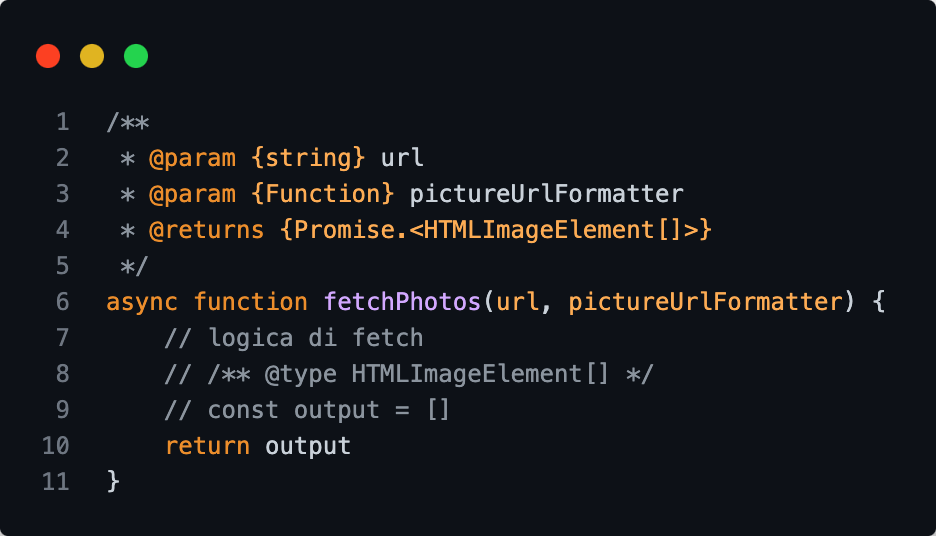 1 /**
2  * @param {string} url
3  * @param {Function} pictureUrlFormatter
4  * @returns {Promise.<HTMLImageElement[]>}
5  */
6 async function fetchPhotos(url, pictureUrlFormatter) {
7     // logica di fetch
8     // /** @type HTMLImageElement[] */
9     // const output = []
10     return output
11 }